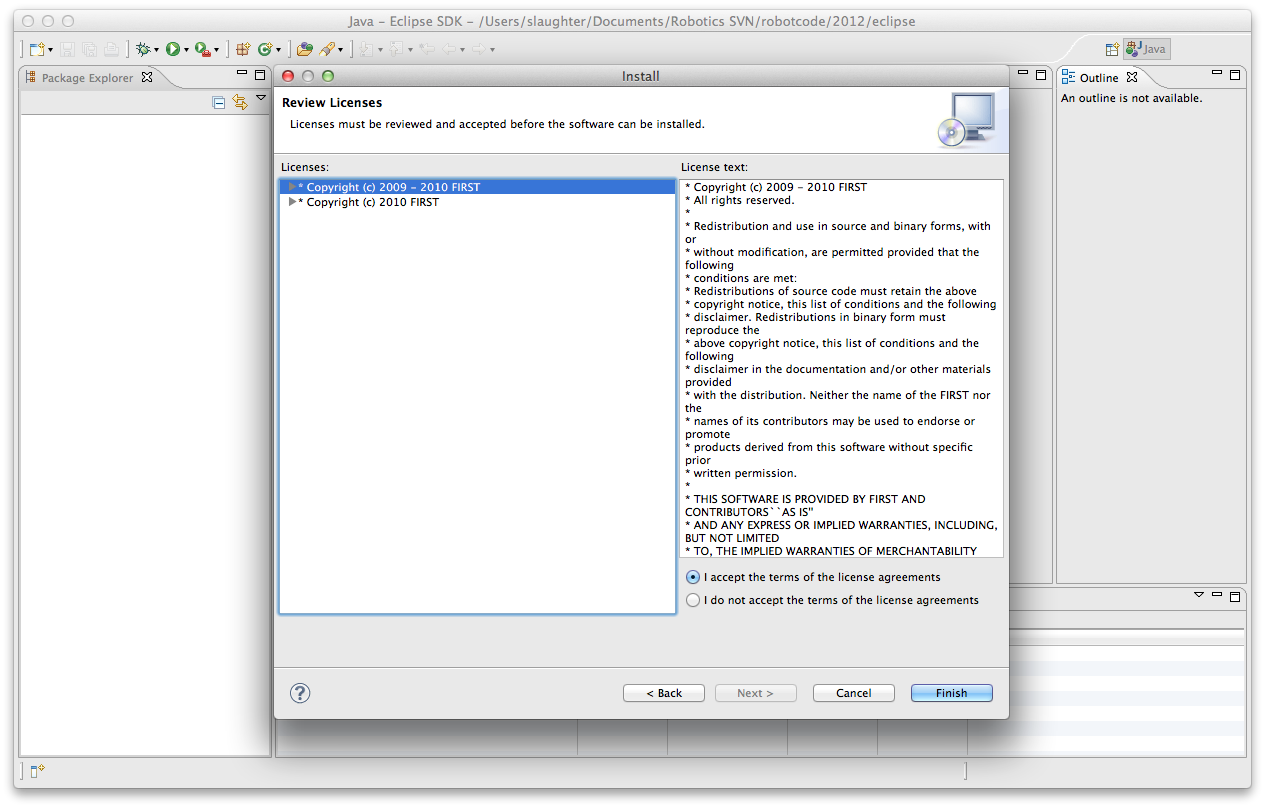 Java – Eclipse SDK – /Users/slaughter/Documents/Robotics SVN/robotcode/2012/eclipse
Java
Package Explorer
Install
Outline
An outline is not available.
Review Licenses
Licenses must be reviewed and accepted before the software can be installed.
Licenses:
* Copyright (c) 2009 – 2010 FIRST
* Copyright (c) 2010 FIRST
License text:
* Copyright (c) 2009 – 2010 FIRST
* All rights reserved.
*
* Redistribution and use in source and binary forms, with
or
* without modification, are permitted provided that the
following
* conditions are met:
* Redistributions of source code must retain the above
* copyright notice, this list of conditions and the following
* disclaimer. Redistributions in binary form must
reproduce the
* above copyright notice, this list of conditions and the
following
* disclaimer in the documentation and/or other materials
provided
* with the distribution. Neither the name of the FIRST nor
the
* names of its contributors may be used to endorse or
promote
* products derived from this software without specific
prior
* written permission.
*
* THIS SOFTWARE IS PROVIDED BY FIRST AND
CONTRIBUTORS``AS IS"
* AND ANY EXPRESS OR IMPLIED WARRANTIES, INCLUDING,
BUT NOT LIMITED
* TO, THE IMPLIED WARRANTIES OF MERCHANTABILITY
I accept the terms of the license agreements
I do not accept the terms of the license agreements
?
< Back
Next >
Cancel
Finish